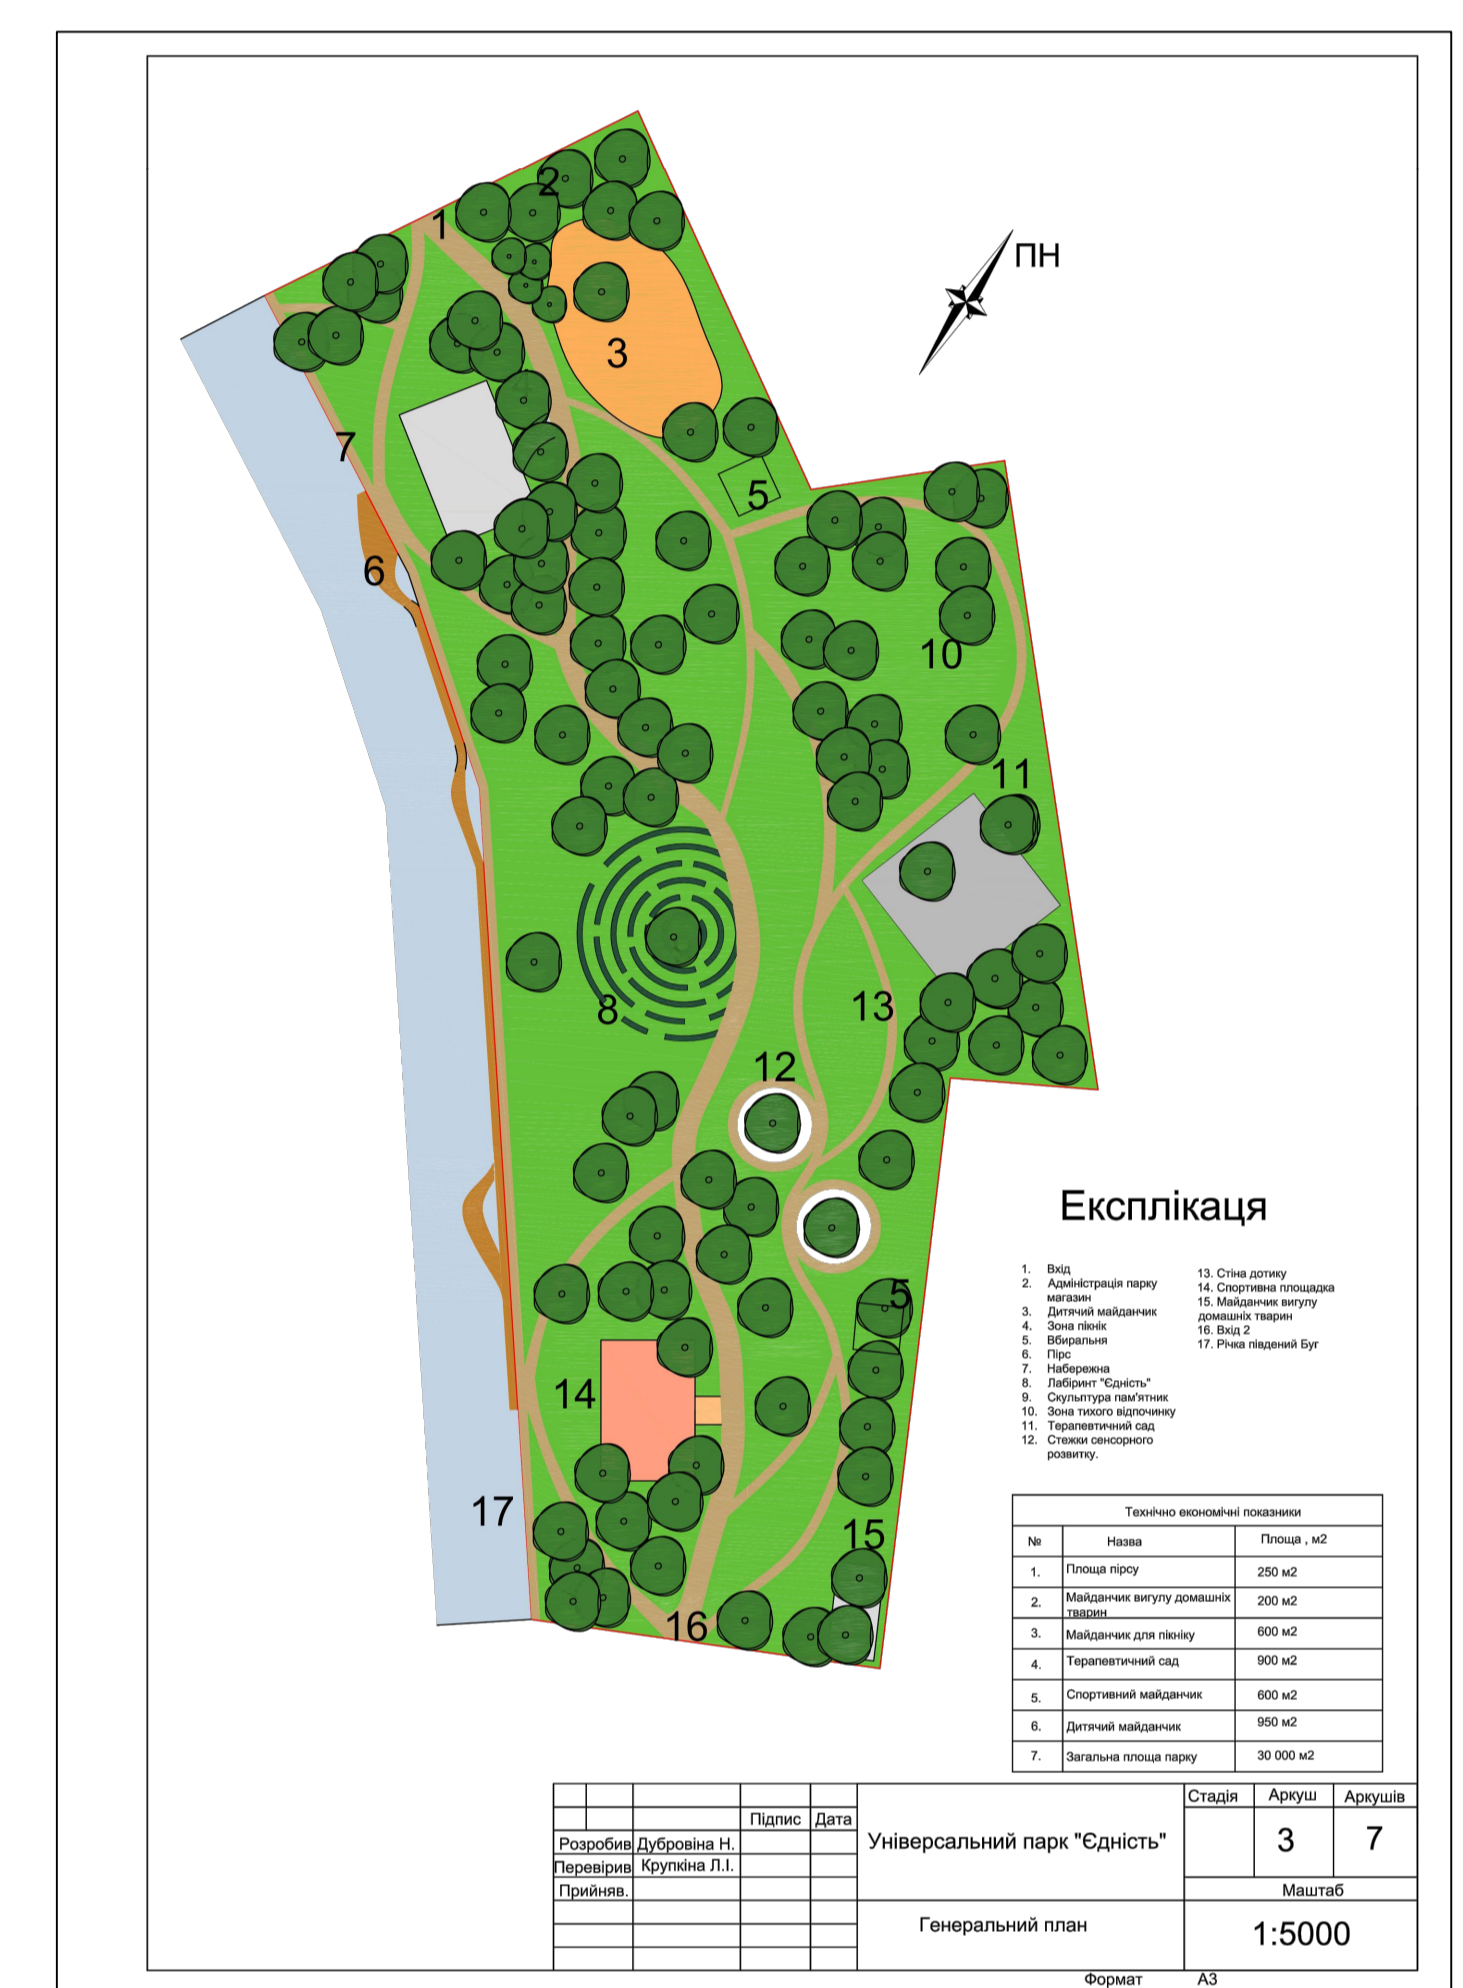 1
2
3
ПН
7
5
6
10
11
8
13
12
5
14
17
15
16
Експлікаця
1. Вхід
2. Адміністрація парку
магазин
3. Дитячий майданчик
4. Зона пікнік
5. Вбиральня
6. Пірс
7. Набережна
8. Лабіринт "Єдність"
9. Скульптура пам'ятник
10. Зона тихого відпочинку
11. Терапевтичний сад
12. Стежки сенсорного
розвитку.
13. Стіна дотику
14. Спортивна площадка
15. Майданчик вигулу
домашніх тварин
16. Вхід 2
17. Річка південий Буг
Технічно економічні показники
№ Назва Площа , м2
1. Площа пірсу 250 м2
2. Майданчик вигулу домашніх
тварин 200 м2
3. Майданчик для пікніку 600 м2
4. Терапевтичний сад 900 м2
5. Спортивний майданчик 600 м2
6. Дитячий майданчик 950 м2
7. Загальна площа парку 30 000 м2
Підпис Дата
Розробив Дубровіна Н.
Перевірив Крупкіна Л.І.
Прийняв.
Універсальний парк "Єдність"
Генеральний план
Стадія Аркуш Аркушів
3 7
Маштаб
1:5000
Формат А3